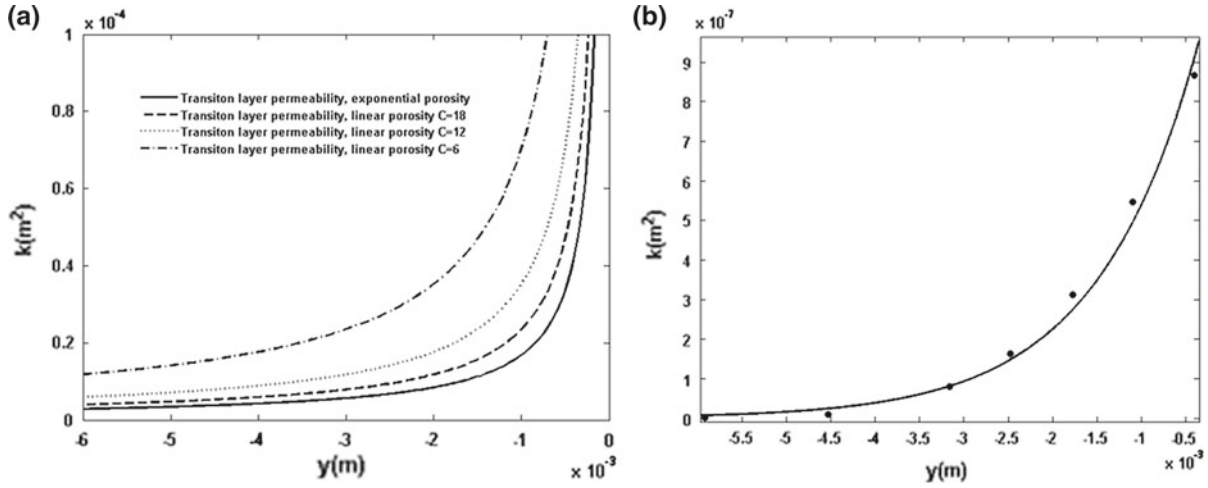 (a)
x 10⁻⁴
1
0.8
0.6
0.4
0.2
0
k(m²)
Transiton layer permeability, exponential porosity
Transiton layer permeability, linear porosity C=18
Transiton layer permeability, linear porosity C=12
Transiton layer permeability, linear porosity C=6
-6 -5 -4 -3 -2 -1 0
y(m)
x 10⁻³
(b)
x 10⁻⁷
9
8
7
6
5
4
3
2
1
0
k(m²)
-5.5 -5 -4.5 -4 -3.5 -3 -2.5 -2 -1.5 -1 -0.5
y(m)
x 10⁻³